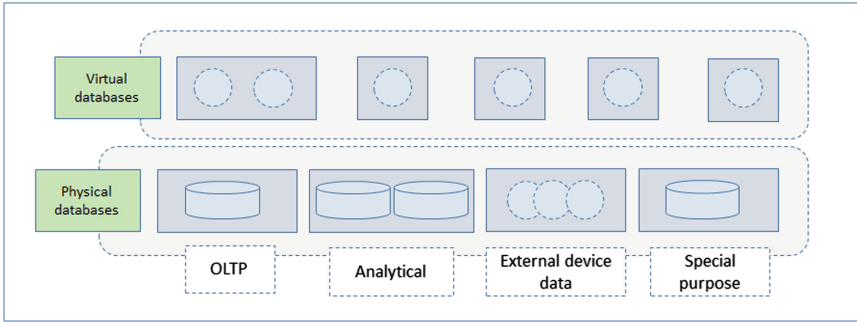 Virtual
databases
Physical
databases
OLTP
Analytical
External device
data
Special
purpose